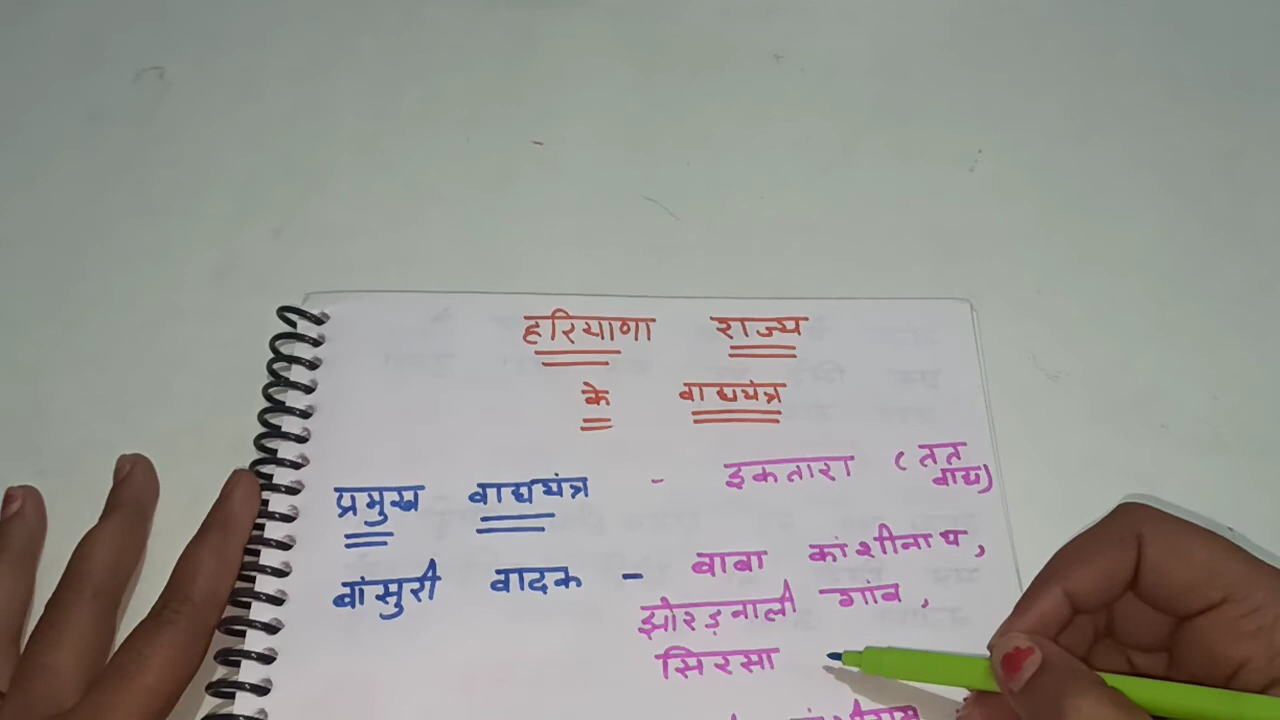 हरियाणा राज्य
के वाद्ययंत्र
प्रमुख वाद्ययंत्र - इकतारा (तत वाद्य)
बांसुरी वादक - बाबा कांशीनाथ,
झोरड़नाली गांव,
सिरसा